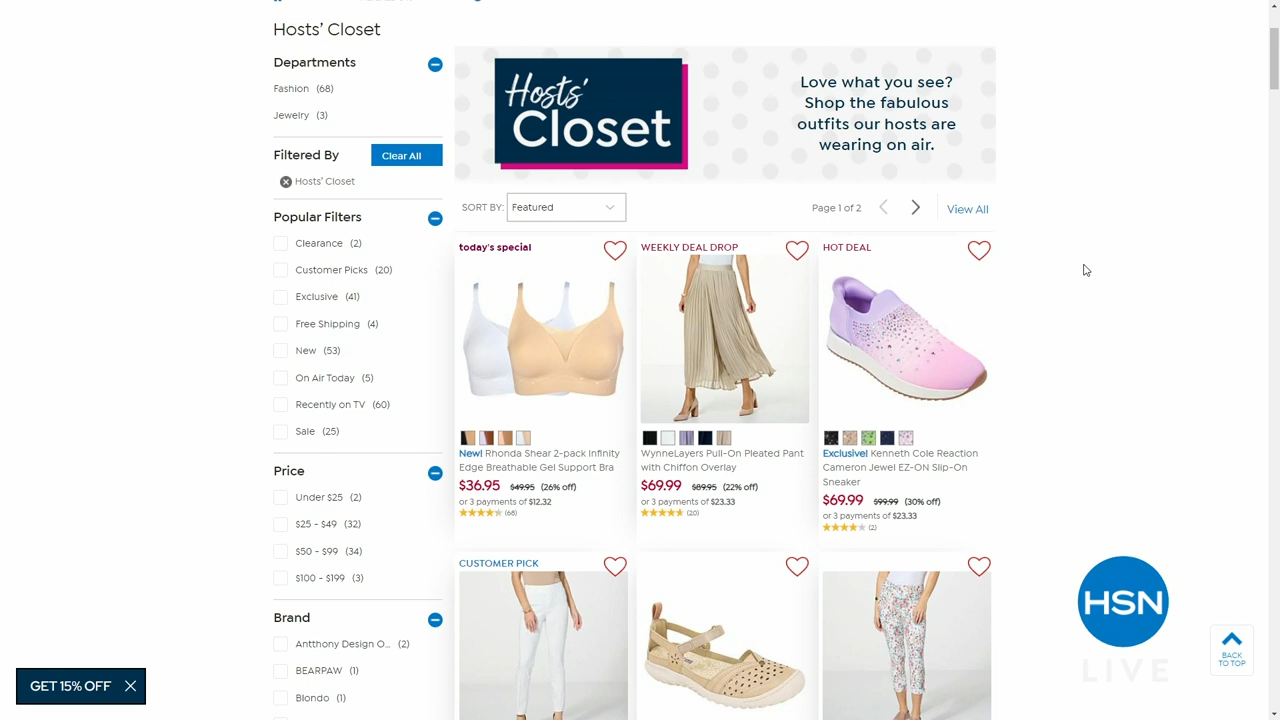 Hosts' Closet
Departments
Fashion (68)
Jewelry (3)
Filtered By
Clear All
Hosts' Closet
Popular Filters
Clearance (2)
Customer Picks (20)
Exclusive (41)
Free Shipping (4)
New (53)
On Air Today (5)
Recently on TV (60)
Sale (25)
Price
Under $25 (2)
$25 - $49 (32)
$50 - $99 (34)
$100 - $199 (3)
Brand
Antthony Design O... (2)
BEARPAW (1)
Blondo (1)
Hosts'
Closet
Love what you see?
Shop the fabulous
outfits our hosts are
wearing on air.
SORT BY: Featured
Page 1 of 2
View All
today's special
New! Rhonda Shear 2-pack Infinity
Edge Breathable Gel Support Bra
$36.95 $49.95 (26% off)
or 3 payments of $12.32
(68)
WEEKLY DEAL DROP
WynneLayers Pull-On Pleated Pant
with Chiffon Overlay
$69.99 $89.95 (22% off)
or 3 payments of $23.33
(20)
HOT DEAL
Exclusive! Kenneth Cole Reaction
Cameron Jewel EZ-ON Slip-On
Sneaker
$69.99 $99.99 (30% off)
or 3 payments of $23.33
(2)
CUSTOMER PICK
HSN
LIVE
BACK
TO TOP
GET 15% OFF